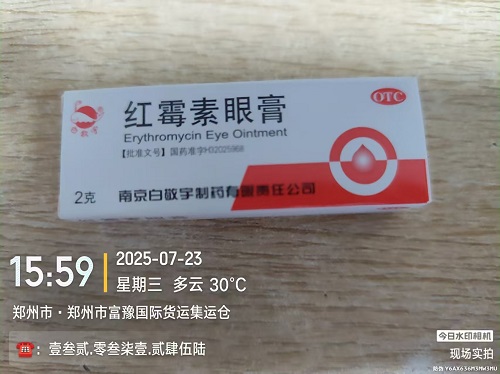 OTC
红霉素眼膏
Erythromycin Eye Ointment
【批准文号】国药准字H32025968
2克
南京白敬宇制药有限责任公司
15:59
2025-07-23
星期三 多云 30℃
郑州市·郑州市富豫国际货运集运仓
☎: 壹叁贰.零叁柒壹.贰肆伍陆
今日水印相机
现场实拍